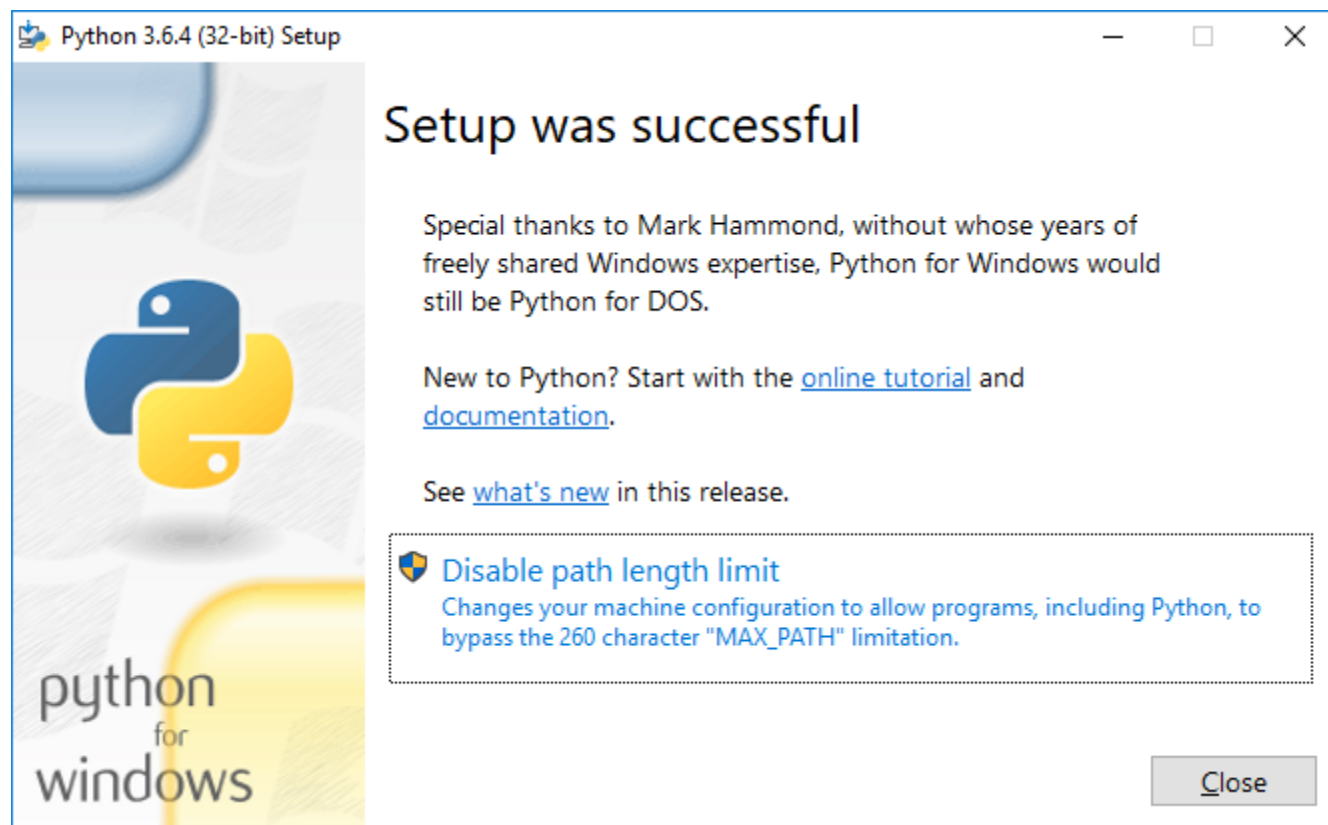 Python 3.6.4 (32-bit) Setup
Setup was successful
Special thanks to Mark Hammond, without whose years of
freely shared Windows expertise, Python for Windows would
still be Python for DOS.
New to Python? Start with the online tutorial and
documentation.
See what's new in this release.
Disable path length limit
Changes your machine configuration to allow programs, including Python, to
bypass the 260 character "MAX_PATH" limitation.
python
for
windows
Close